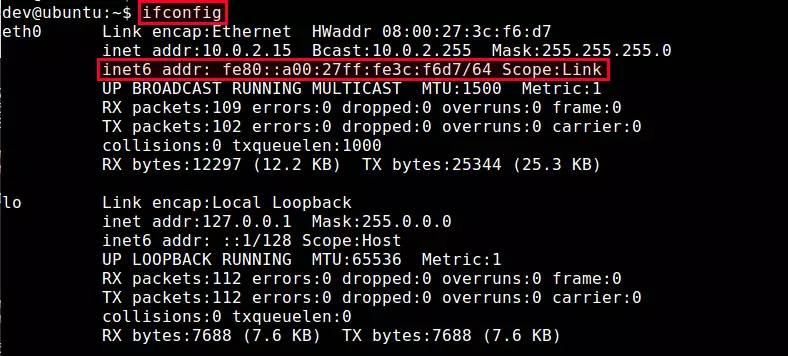 dev@ubuntu:~$ ifconfig
eth0 Link encap:Ethernet HWaddr 08:00:27:3c:f6:d7
inet addr:10.0.2.15 Bcast:10.0.2.255 Mask:255.255.255.0
inet6 addr: fe80::a00:27ff:fe3c:f6d7/64 Scope:Link
UP BROADCAST RUNNING MULTICAST MTU:1500 Metric:1
RX packets:109 errors:0 dropped:0 overruns:0 frame:0
TX packets:102 errors:0 dropped:0 overruns:0 carrier:0
collisions:0 txqueuelen:1000
RX bytes:12297 (12.2 KB) TX bytes:25344 (25.3 KB)
lo Link encap:Local Loopback
inet addr:127.0.0.1 Mask:255.0.0.0
inet6 addr: ::1/128 Scope:Host
UP LOOPBACK RUNNING MTU:65536 Metric:1
RX packets:112 errors:0 dropped:0 overruns:0 frame:0
TX packets:112 errors:0 dropped:0 overruns:0 carrier:0
collisions:0 txqueuelen:0
RX bytes:7688 (7.6 KB) TX bytes:7688 (7.6 KB)